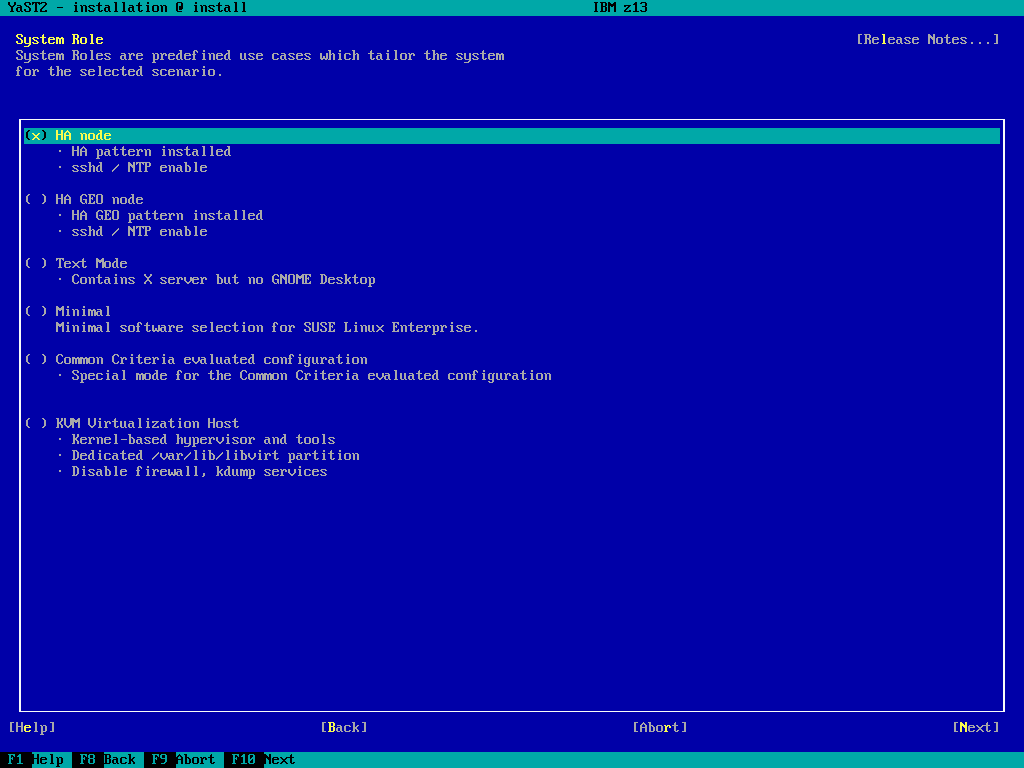 YaST2 - installation @ install IBM z13
System Role [Release Notes...]
System Roles are predefined use cases which tailor the system
for the selected scenario.
(x) HA node
· HA pattern installed
· sshd / NTP enable
( ) HA GEO node
· HA GEO pattern installed
· sshd / NTP enable
( ) Text Mode
· Contains X server but no GNOME Desktop
( ) Minimal
Minimal software selection for SUSE Linux Enterprise.
( ) Common Criteria evaluated configuration
· Special mode for the Common Criteria evaluated configuration
( ) KVM Virtualization Host
· Kernel-based hypervisor and tools
· Dedicated /var/lib/libvirt partition
· Disable firewall, kdump services
[Help] [Back] [Abort] [Next]
F1 Help F8 Back F9 Abort F10 Next